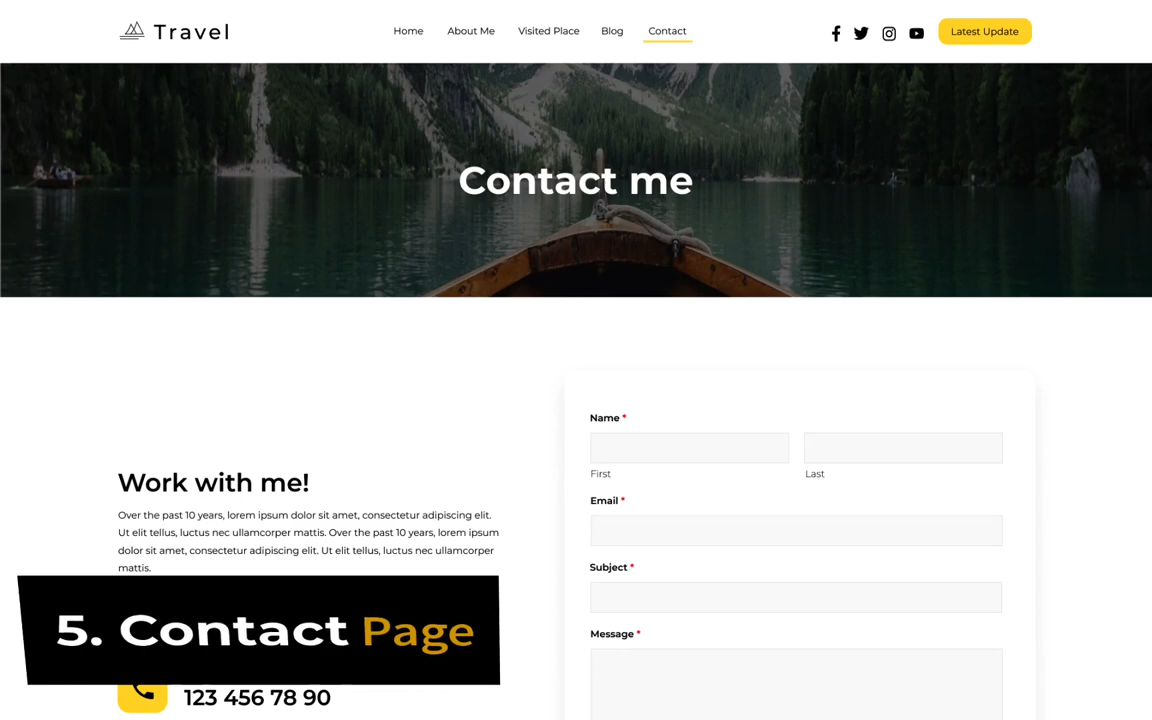 Travel
Home About Me Visited Place Blog Contact
Latest Update
Contact me
Work with me!
Over the past 10 years, lorem ipsum dolor sit amet, consectetur adipiscing elit.
Ut elit tellus, luctus nec ullamcorper mattis. Over the past 10 years, lorem ipsum
dolor sit amet, consectetur adipiscing elit. Ut elit tellus, luctus nec ullamcorper
mattis.
5. Contact Page
123 456 78 90
Name *
First Last
Email *
Subject *
Message *